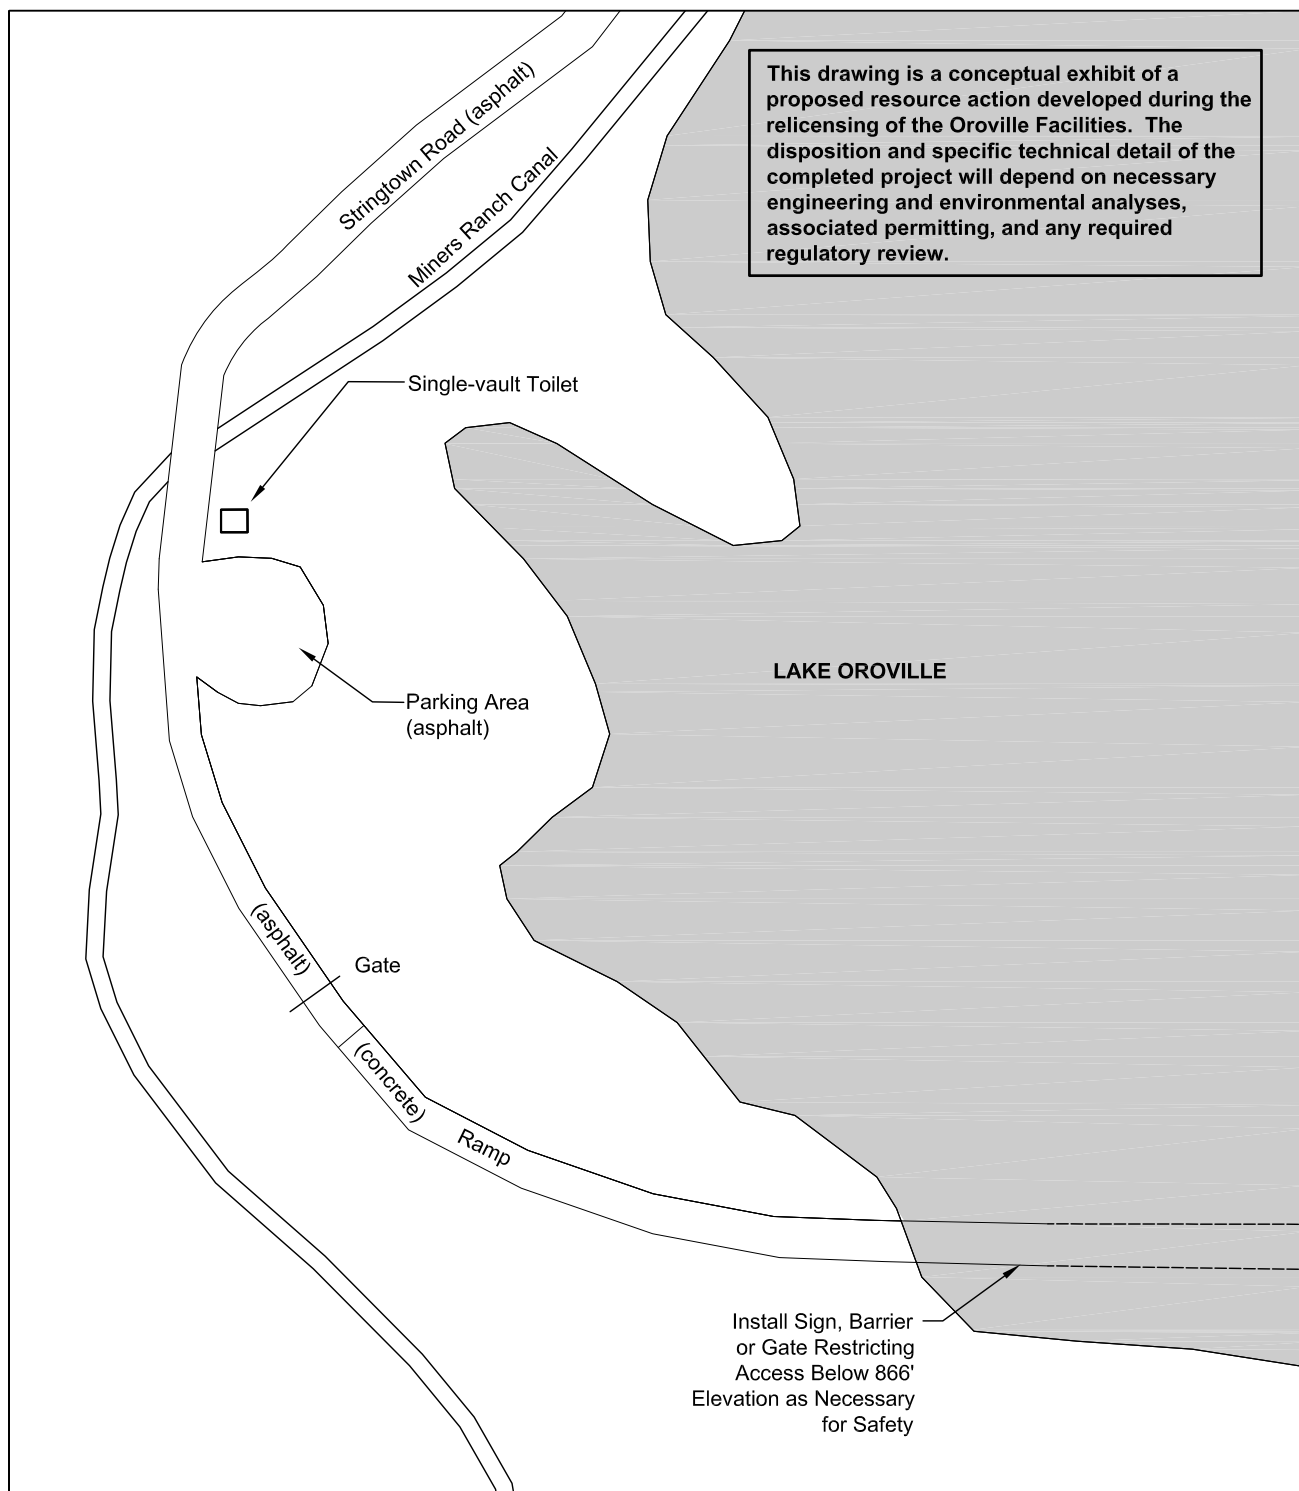 This drawing is a conceptual exhibit of a
proposed resource action developed during the
relicensing of the Oroville Facilities.  The
disposition and specific technical detail of the
completed project will depend on necessary
engineering and environmental analyses,
associated permitting, and any required
regulatory review.
Stringtown Road (asphalt)
Miners Ranch Canal
Single-vault Toilet
LAKE OROVILLE
Parking Area
(asphalt)
(asphalt)
Gate
(concrete)
Ramp
Install Sign, Barrier
or Gate Restricting
Access Below 866'
Elevation as Necessary
for Safety